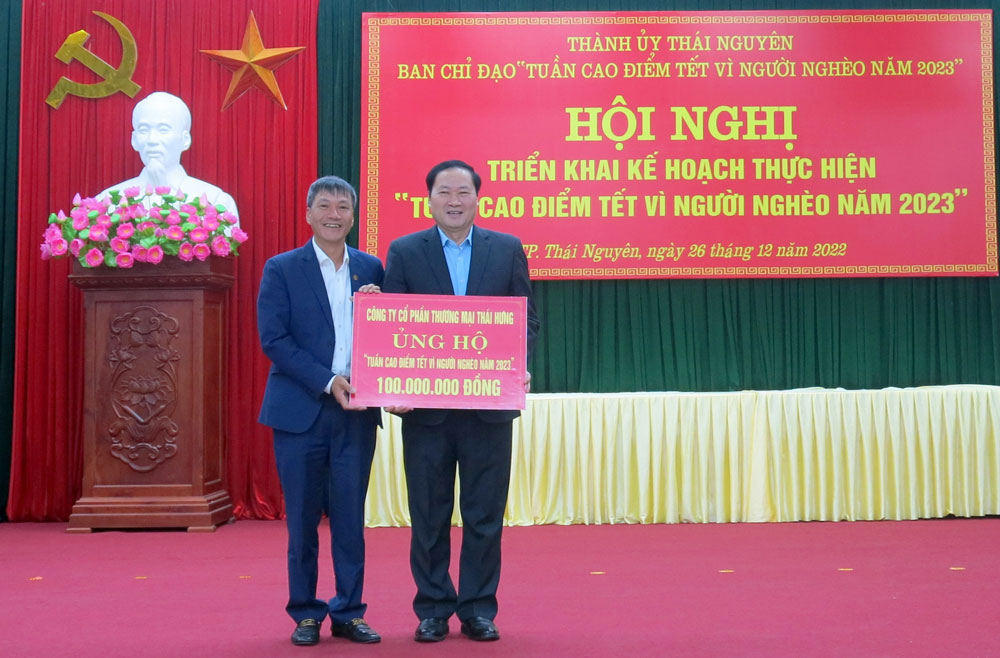 THÀNH ỦY THÁI NGUYÊN
BAN CHỈ ĐẠO "TUẦN CAO ĐIỂM TẾT VÌ NGƯỜI NGHÈO NĂM 2023"
HỘI NGHỊ
TRIỂN KHAI KẾ HOẠCH THỰC HIỆN
"TUẦN CAO ĐIỂM TẾT VÌ NGƯỜI NGHÈO NĂM 2023"
TP. Thái Nguyên, ngày 26 tháng 12 năm 2022
CÔNG TY CỔ PHẦN THƯƠNG MẠI THÁI HƯNG
ỦNG HỘ
"TUẦN CAO ĐIỂM TẾT VÌ NGƯỜI NGHÈO NĂM 2023"
100.000.000 ĐỒNG